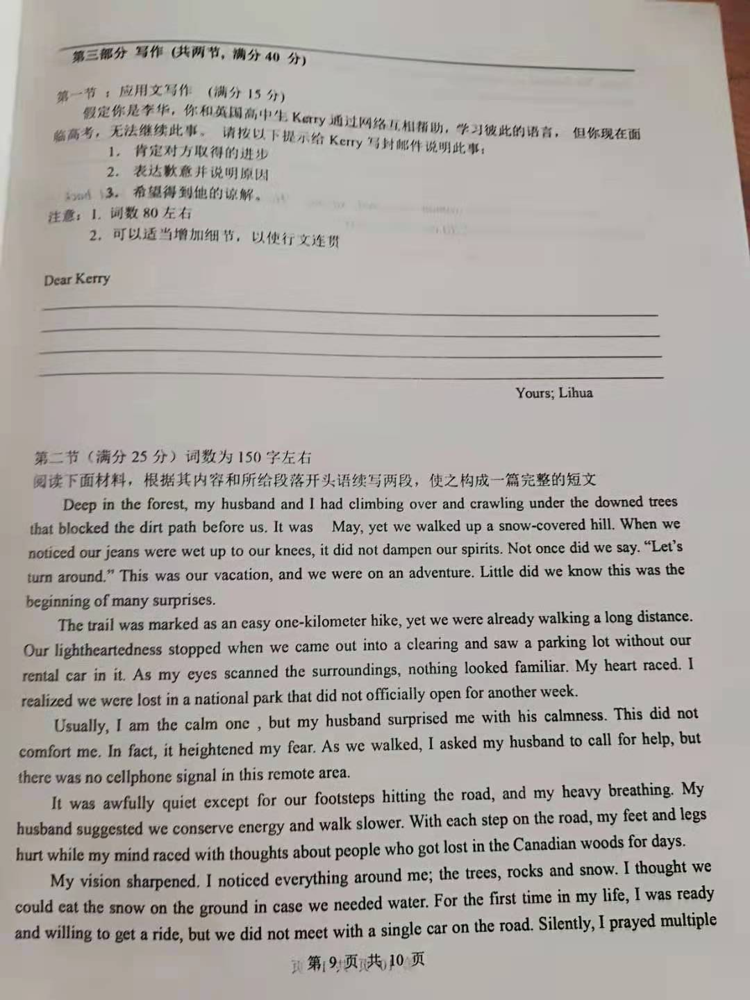 第三部分 写作 (共两节, 满分 40 分)
第一节 ; 应用文写作 (满分 15 分)
假定你是李华, 你和英国高中生 Kerry 通过网络互相帮助, 学习彼此的语言, 但你现在面
临高考, 无法继续此事。 请按以下提示给 Kerry 写封邮件说明此事:
1. 肯定对方取得的进步
2. 表达歉意并说明原因
3. 希望得到他的谅解。
注意: 1. 词数 80 左右
2. 可以适当增加细节, 以使行文连贯
Dear Kerry
Yours; Lihua
第二节（满分 25 分）词数为 150 字左右
阅读下面材料，根据其内容和所给段落开头语续写两段，使之构成一篇完整的短文
Deep in the forest, my husband and I had climbing over and crawling under the downed trees
that blocked the dirt path before us. It was May, yet we walked up a snow-covered hill. When we
noticed our jeans were wet up to our knees, it did not dampen our spirits. Not once did we say. “Let’s
turn around.” This was our vacation, and we were on an adventure. Little did we know this was the
beginning of many surprises.
The trail was marked as an easy one-kilometer hike, yet we were already walking a long distance.
Our lightheartedness stopped when we came out into a clearing and saw a parking lot without our
rental car in it. As my eyes scanned the surroundings, nothing looked familiar. My heart raced. I
realized we were lost in a national park that did not officially open for another week.
Usually, I am the calm one , but my husband surprised me with his calmness. This did not
comfort me. In fact, it heightened my fear. As we walked, I asked my husband to call for help, but
there was no cellphone signal in this remote area.
It was awfully quiet except for our footsteps hitting the road, and my heavy breathing. My
husband suggested we conserve energy and walk slower. With each step on the road, my feet and legs
hurt while my mind raced with thoughts about people who got lost in the Canadian woods for days.
My vision sharpened. I noticed everything around me; the trees, rocks and snow. I thought we
could eat the snow on the ground in case we needed water. For the first time in my life, I was ready
and willing to get a ride, but we did not meet with a single car on the road. Silently, I prayed multiple
第 9 页 共 10 页